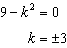 9 − k² = 0
k = ±3